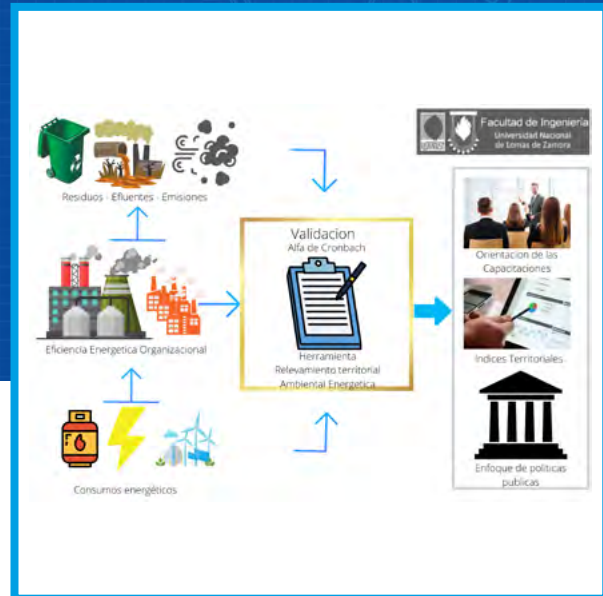 Facultad de Ingeniería
Universidad Nacional
de Lomas de Zamora
Residuos - Efluentes - Emisiones
Validacion
Alfa de Cronbach
Herramienta
Relevamiento territorial
Ambiental Energetica
Eficiencia Energetica Organizacional
Consumos energéticos
Orientacion de las
Capacitaciones
Indices Territoriales
Enfoque de politicas
publicas